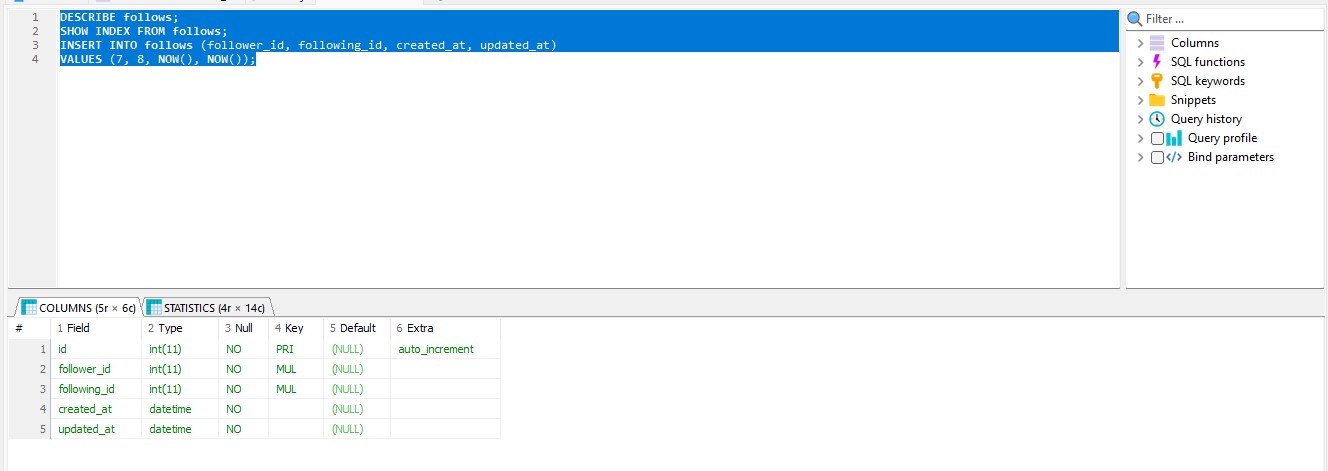 1 DESCRIBE follows;
2 SHOW INDEX FROM follows;
3 INSERT INTO follows (follower_id, following_id, created_at, updated_at)
4 VALUES (7, 8, NOW(), NOW());
Filter ...
Columns
SQL functions
SQL keywords
Snippets
Query history
Query profile
Bind parameters
COLUMNS (5r × 6c) STATISTICS (4r × 14c)
# 1 Field 2 Type 3 Null 4 Key 5 Default 6 Extra
1 id int(11) NO PRI (NULL) auto_increment
2 follower_id int(11) NO MUL (NULL)
3 following_id int(11) NO MUL (NULL)
4 created_at datetime NO (NULL)
5 updated_at datetime NO (NULL)